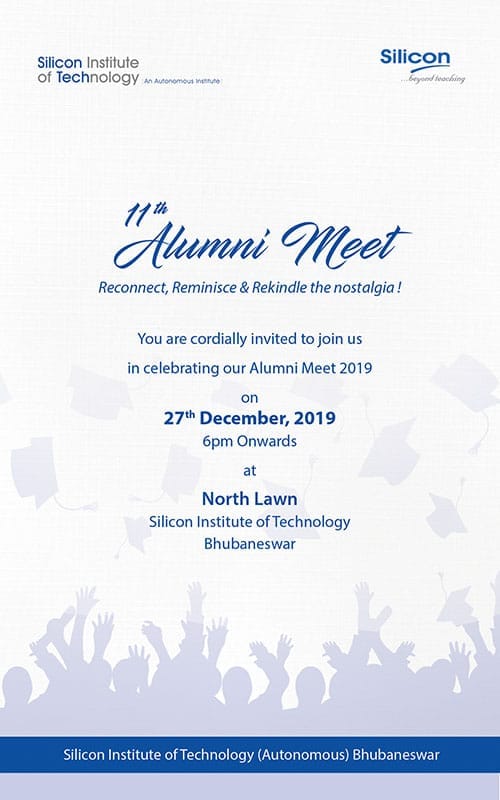 Silicon Institute
of Technology (An Autonomous Institute)
Silicon
...beyond teaching
11th
Alumni Meet
Reconnect, Reminisce & Rekindle the nostalgia !
You are cordially invited to join us
in celebrating our Alumni Meet 2019
on
27th December, 2019
6pm Onwards
at
North Lawn
Silicon Institute of Technology
Bhubaneswar
Silicon Institute of Technology (Autonomous) Bhubaneswar